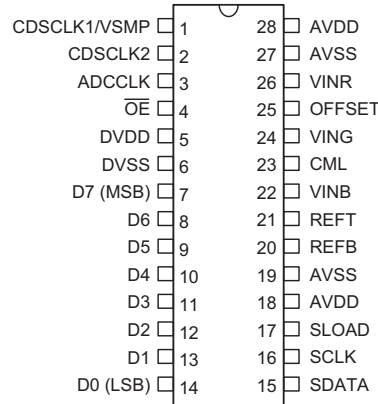 CDSCLK1/VSMP 1 28 AVDD
CDSCLK2 2 27 AVSS
ADCCLK 3 26 VINR
OE 4 25 OFFSET
DVDD 5 24 VING
DVSS 6 23 CML
D7 (MSB) 7 22 VINB
D6 8 21 REFT
D5 9 20 REFB
D4 10 19 AVSS
D3 11 18 AVDD
D2 12 17 SLOAD
D1 13 16 SCLK
D0 (LSB) 14 15 SDATA